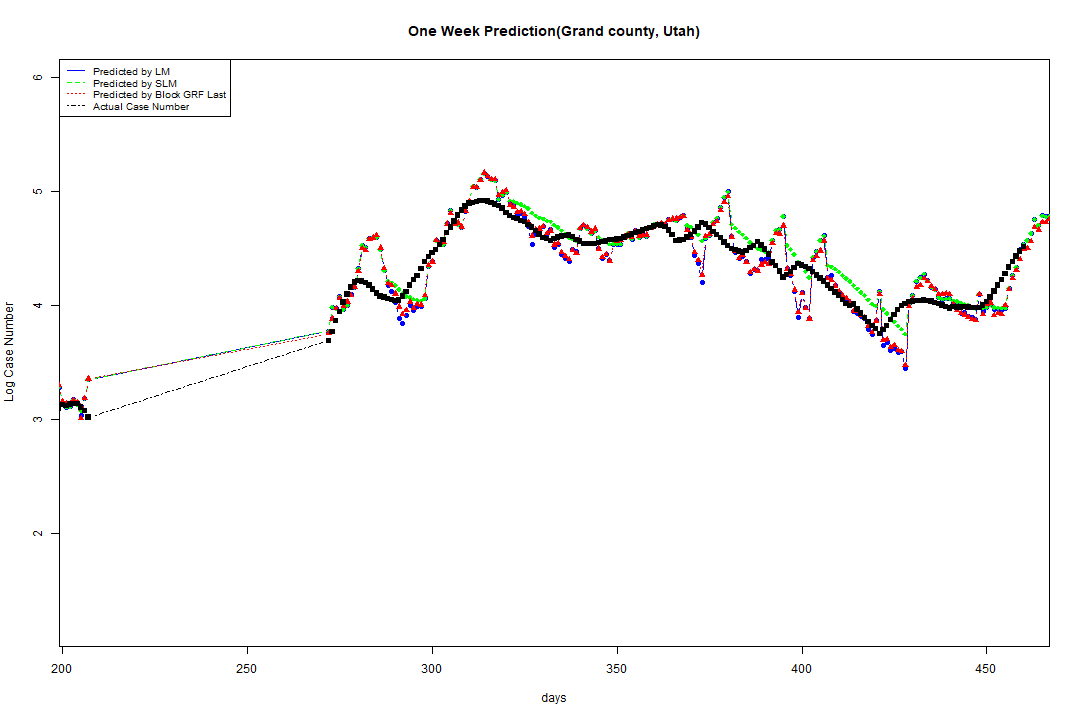 One Week Prediction(Grand county, Utah)
Predicted by LM
Predicted by SLM
Predicted by Block GRF Last
Actual Case Number
Log Case Number
6
5
4
3
2
200 250 300 350 400 450
days